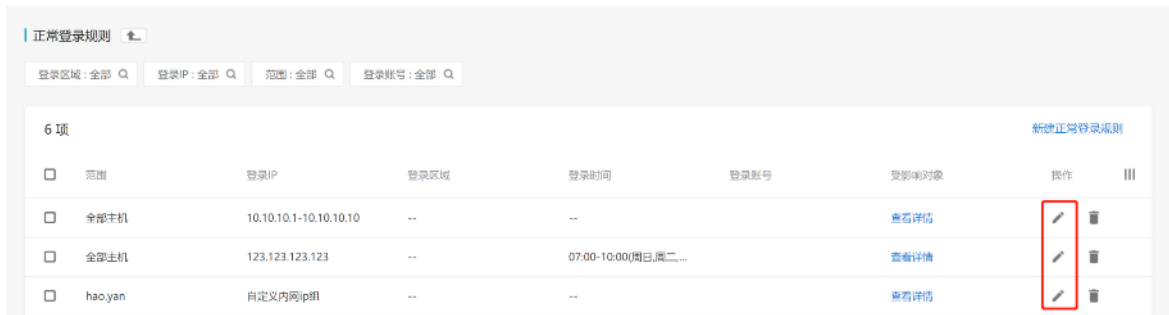 正常登录规则
登录区域 : 全部 登录IP : 全部 范围 : 全部 登录账号 : 全部
6 项 新建正常登录规则
范围 登录IP 登录区域 登录时间 登录账号 受影响对象 操作
全部主机 10.10.10.1-10.10.10.10 -- -- 查看详情
全部主机 123.123.123.123 -- 07:00-10:00(周日,周二,... 查看详情
hao.yan 自定义内网ip组 -- -- 查看详情